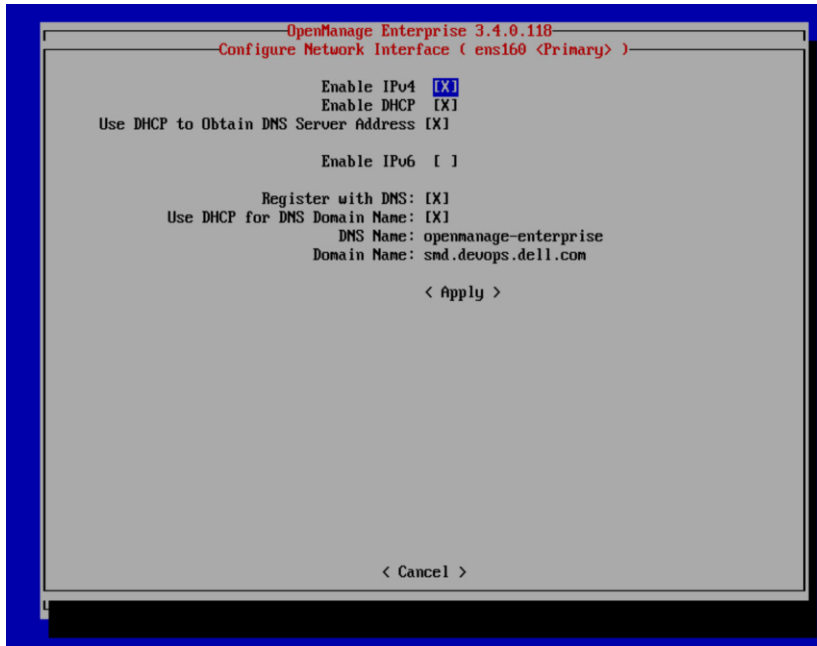 OpenManage Enterprise 3.4.0.118
Configure Network Interface ( ens160 <Primary> )
Enable IPv4 [X]
Enable DHCP [X]
Use DHCP to Obtain DNS Server Address [X]
Enable IPv6 [ ]
Register with DNS: [X]
Use DHCP for DNS Domain Name: [X]
DNS Name: openmanage-enterprise
Domain Name: smd.devops.dell.com
< Apply >
< Cancel >